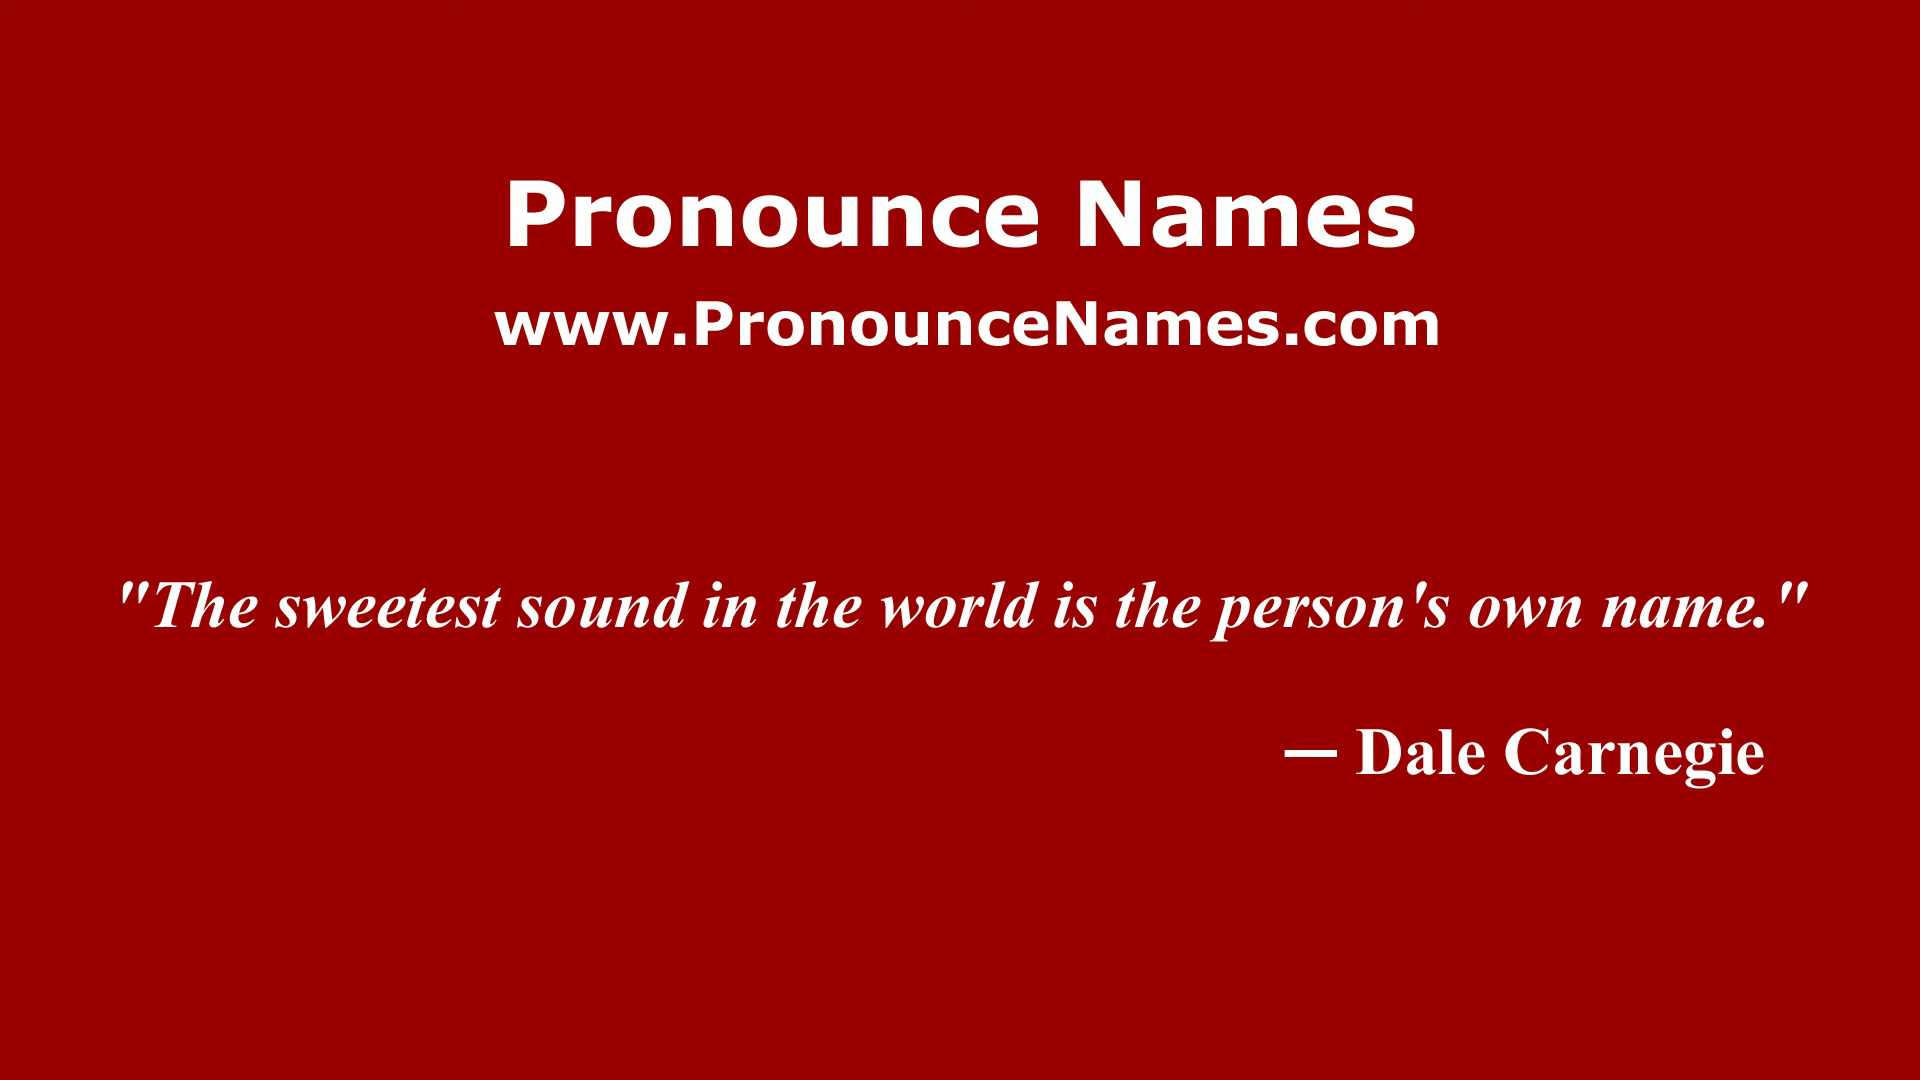 Pronounce Names
www.PronounceNames.com
"The sweetest sound in the world is the person's own name."
— Dale Carnegie